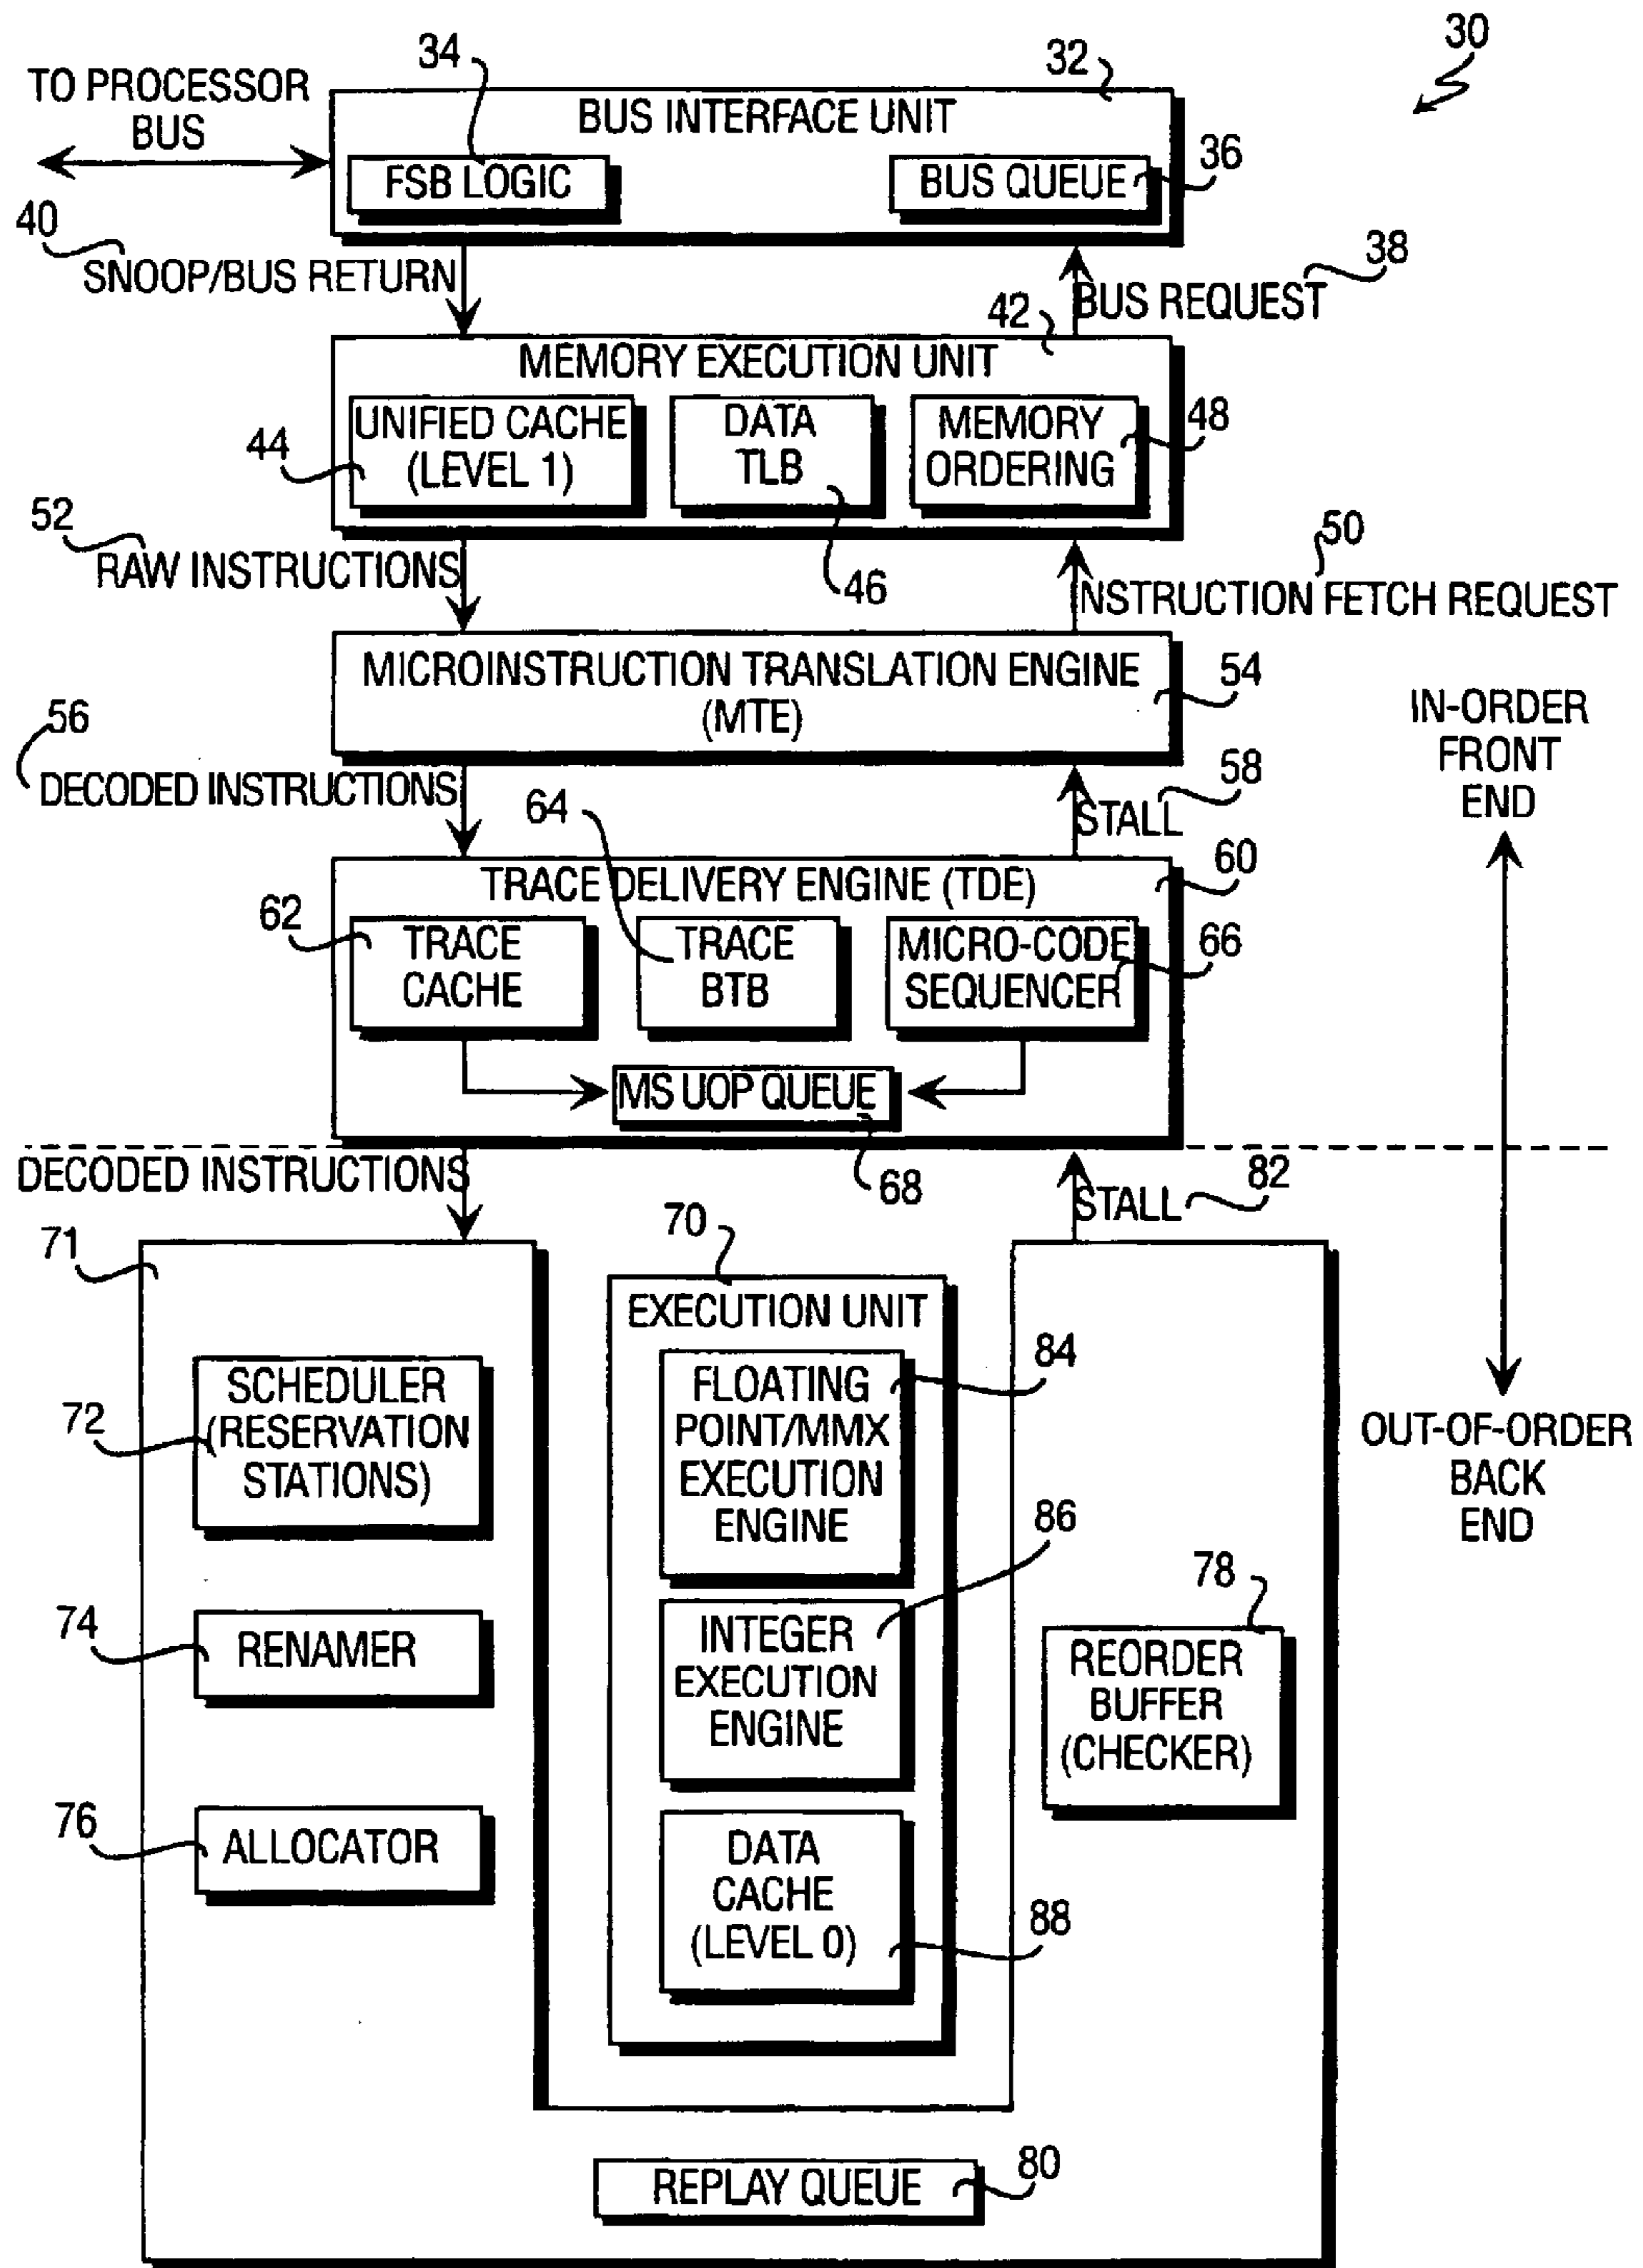 30
34
32
TO PROCESSOR
BUS
BUS INTERFACE UNIT
FSB LOGIC
BUS QUEUE
36
40
SNOOP/BUS RETURN
38
BUS REQUEST
42
MEMORY EXECUTION UNIT
44
UNIFIED CACHE
(LEVEL 1)
DATA
TLB
MEMORY
ORDERING
48
46
52
RAW INSTRUCTIONS
50
NSTRUCTION FETCH REQUEST
MICROINSTRUCTION TRANSLATION ENGINE
(MTE)
54
IN-ORDER
FRONT
END
56
DECODED INSTRUCTIONS
58
STALL
64
60
TRACE DELIVERY ENGINE (TDE)
62
TRACE
CACHE
TRACE
BTB
MICRO-CODE
SEQUENCER
66
MS UOP QUEUE
68
DECODED INSTRUCTIONS
82
STALL
71
70
EXECUTION UNIT
72
SCHEDULER
(RESERVATION
STATIONS)
84
FLOATING
POINT/MMX
EXECUTION
ENGINE
OUT-OF-ORDER
BACK
END
74
RENAMER
86
INTEGER
EXECUTION
ENGINE
78
REORDER
BUFFER
(CHECKER)
76
ALLOCATOR
DATA
CACHE
(LEVEL 0)
88
REPLAY QUEUE
80